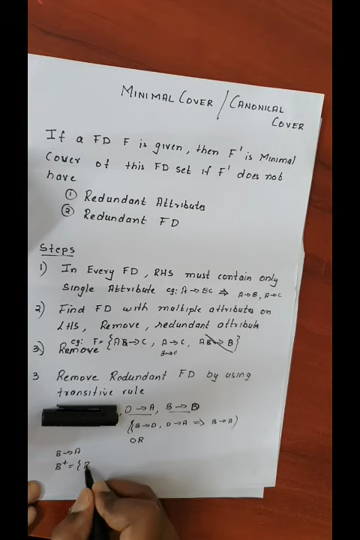 MINIMAL COVER / CANONICAL
COVER
If a FD F is given, then F' is Minimal
Cover of this FD set if F' does not
have
① Redundant Attributes
② Redundant FD
Steps
1) In Every FD, RHS must contain only
Single Attribute eg: A→BC ⇒ A→B, A→C
2) Find FD with multiple attributes on
LHS, Remove, redundant attribute
eg: F= {AB→C, A→C, AB→B}
B→C
3) Remove
3 Remove Redundant FD by using
transitive rule
, D→A, B→D
{B→D, D→A ⇒ B→A}
OR
B→A
B⁺= {